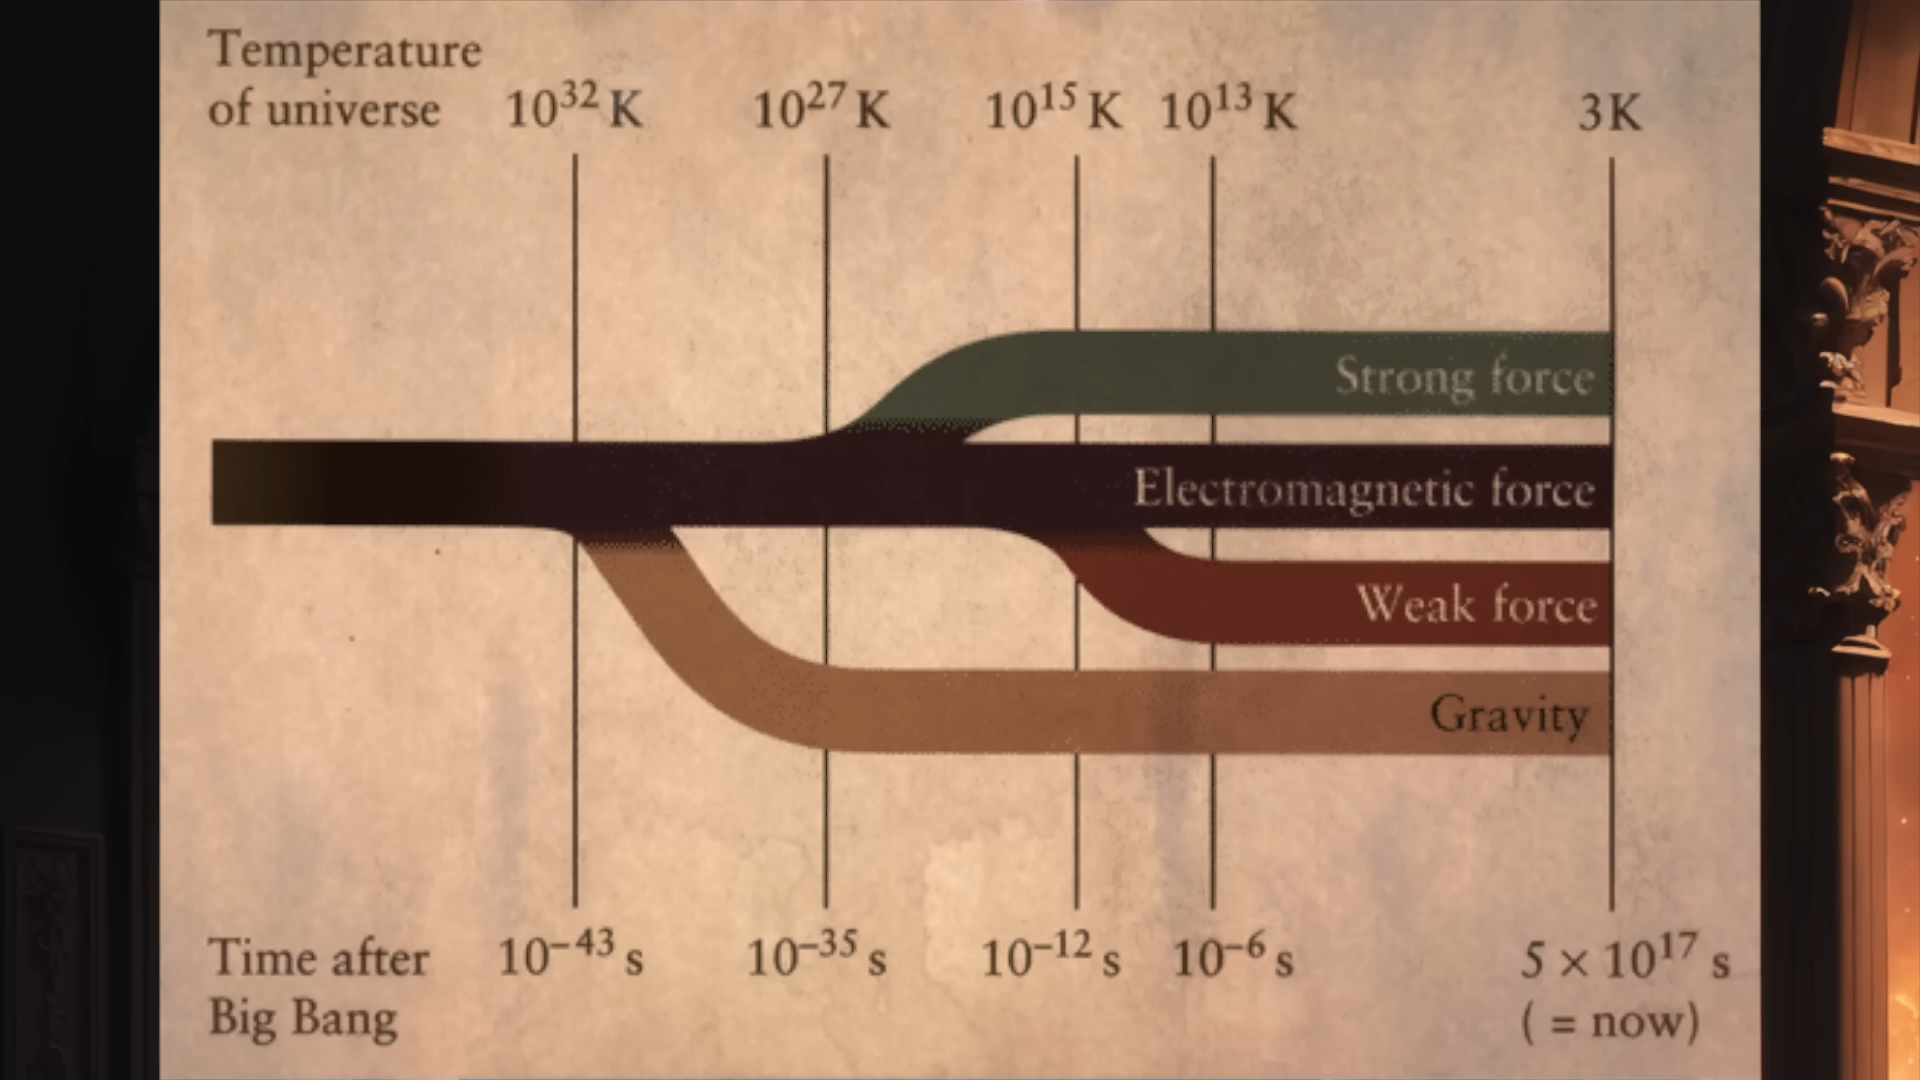 Temperature
of universe
10³² K
10²⁷ K
10¹⁵ K
10¹³ K
3 K
Strong force
Electromagnetic force
Weak force
Gravity
Time after
Big Bang
10⁻⁴³ s
10⁻³⁵ s
10⁻¹² s
10⁻⁶ s
5 × 10¹⁷ s
( = now)